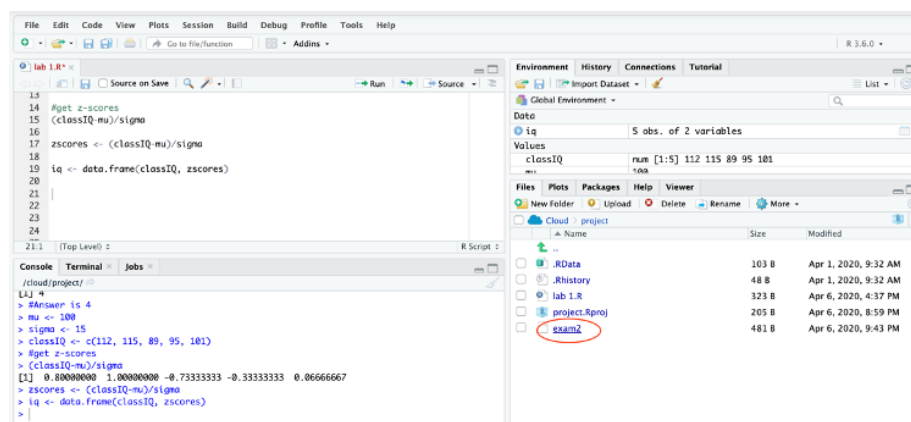 File Edit Code View Plots Session Build Debug Profile Tools Help
Go to file/function Addins R 3.6.0
lab 1.R*
Source on Save Run Source
13
14 #get z-scores
15 (classIQ-mu)/sigma
16
17 zscores <- (classIQ-mu)/sigma
18
19 iq <- data.frame(classIQ, zscores)
20
21
22
23
24
21:1 (Top Level) R Script
Console Terminal Jobs
/cloud/project/
[1] 4
> #Answer is 4
> mu <- 100
> sigma <- 15
> classIQ <- c(112, 115, 89, 95, 101)
> #get z-scores
> (classIQ-mu)/sigma
[1] 0.80000000 1.00000000 -0.73333333 -0.33333333 0.06666667
> zscores <- (classIQ-mu)/sigma
> iq <- data.frame(classIQ, zscores)
>
Environment History Connections Tutorial
Import Dataset List
Global Environment
Data
iq 5 obs. of 2 variables
Values
classIQ num [1:5] 112 115 89 95 101
mu 100
Files Plots Packages Help Viewer
New Folder Upload Delete Rename More
Cloud project
Name Size Modified
..
.RData 103 B Apr 1, 2020, 9:32 AM
.Rhistory 48 B Apr 1, 2020, 9:32 AM
lab 1.R 323 B Apr 6, 2020, 4:37 PM
project.Rproj 205 B Apr 6, 2020, 8:59 PM
exam2 481 B Apr 6, 2020, 9:43 PM